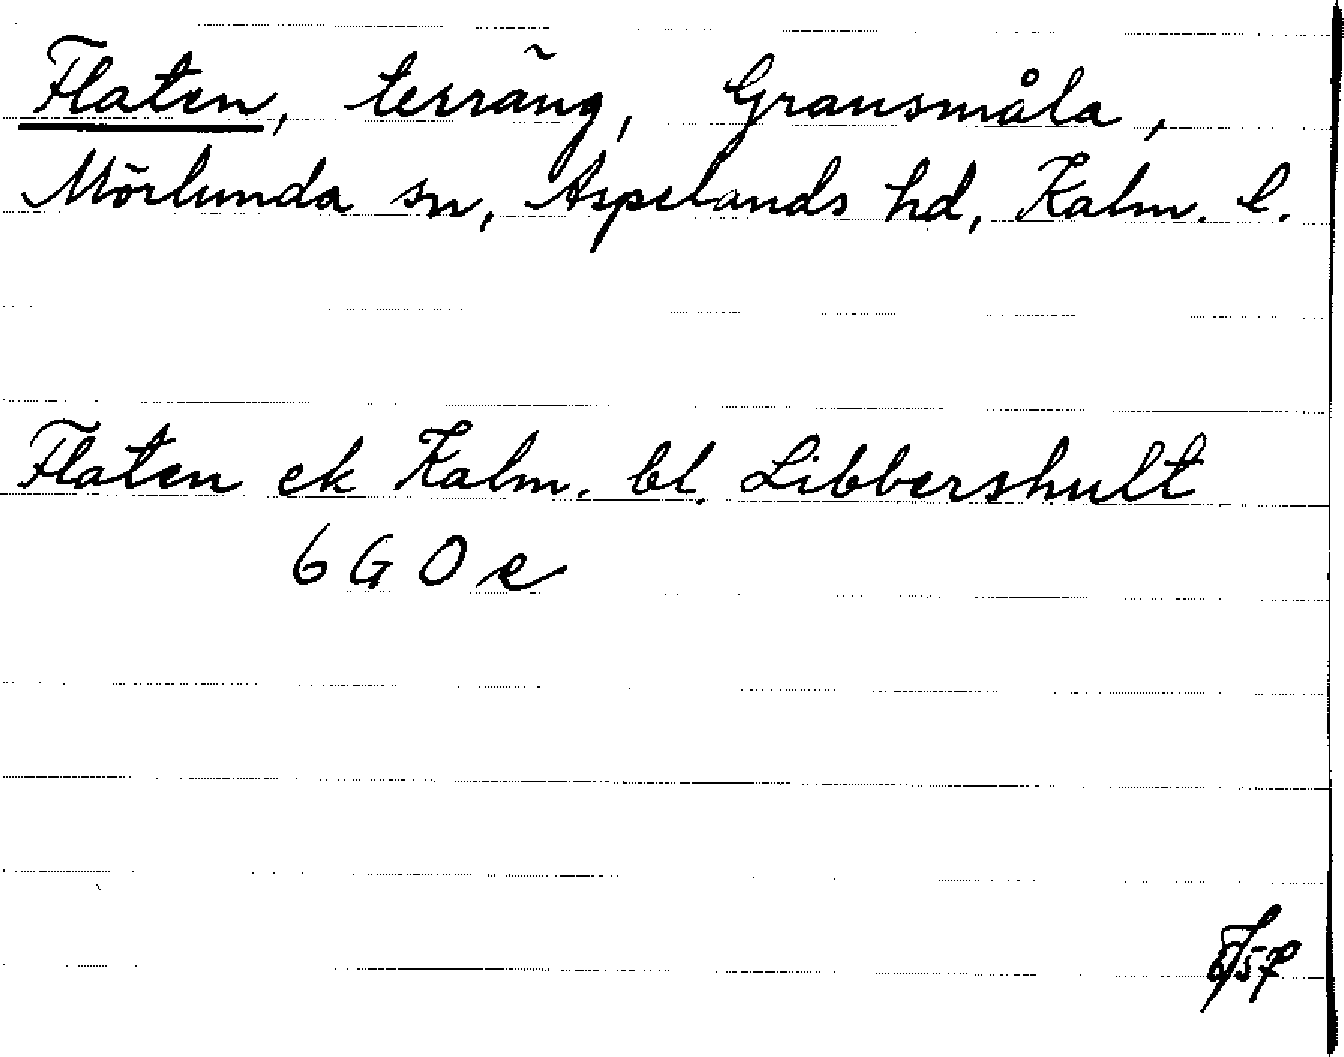 Flaten, terräng, Gransmåla,
Mörlunda sn, Aspelands hd, Kalm. l.
Flaten ek Kalm. bl. Libbershult
6 G 0 e